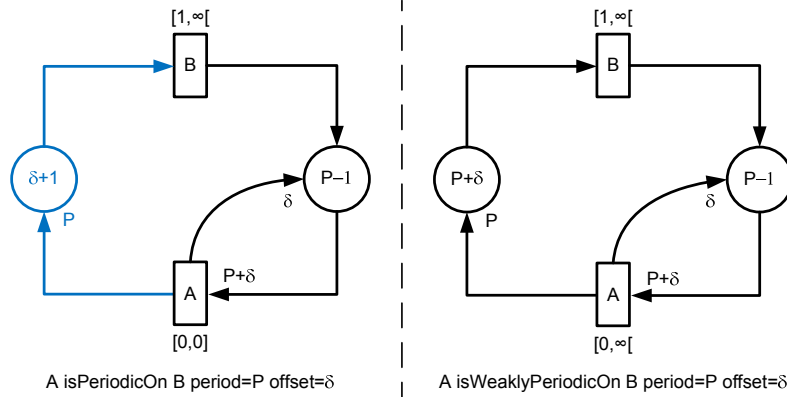 [1,∞[
B
δ+1
P
P−1
δ
P+δ
A
[0,0]
A isPeriodicOn B period=P offset=δ
[1,∞[
B
P+δ
P
P−1
δ
P+δ
A
[0,∞[
A isWeaklyPeriodicOn B period=P offset=δ